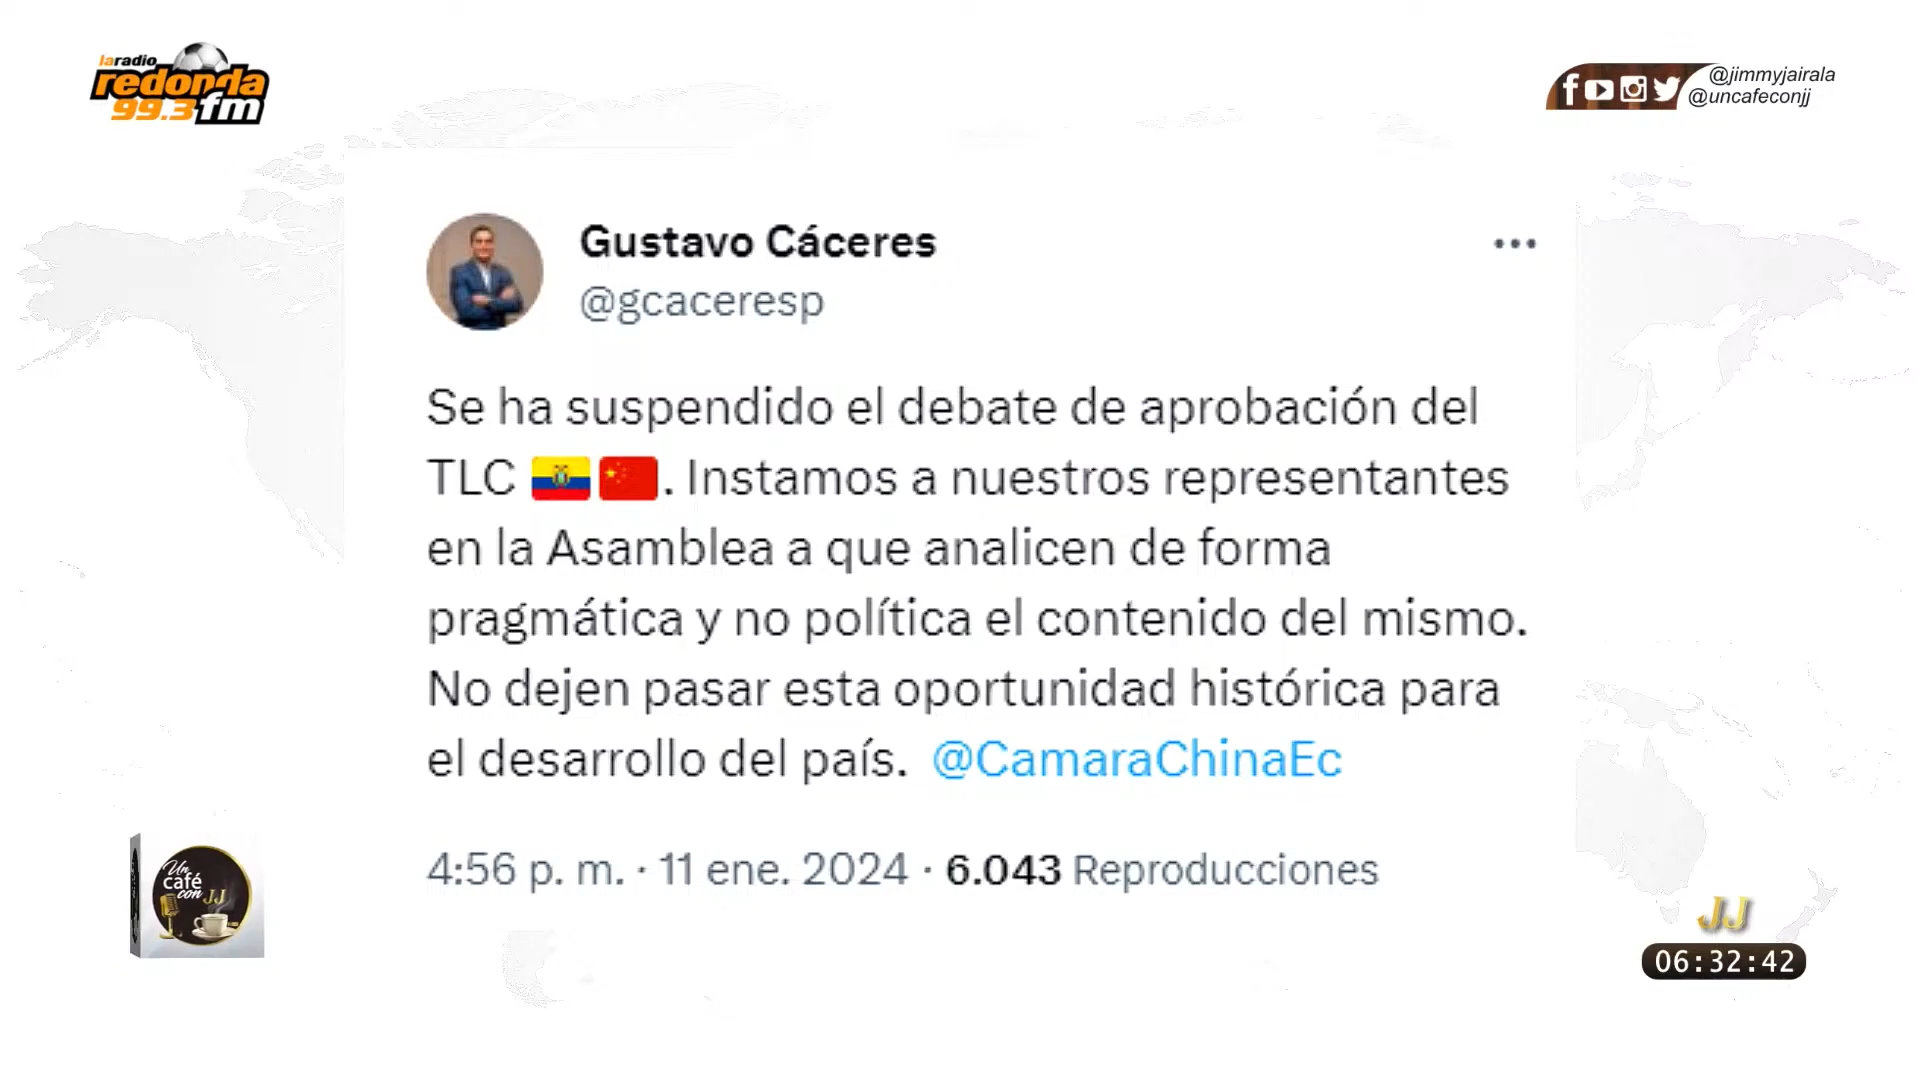 laradio
redonda
99.3fm
@jimmyjairala
@uncafeconjj
Gustavo Cáceres
@gcaceresp
Se ha suspendido el debate de aprobación del
TLC 🇪🇨🇨🇳. Instamos a nuestros representantes
en la Asamblea a que analicen de forma
pragmática y no política el contenido del mismo.
No dejen pasar esta oportunidad histórica para
el desarrollo del país. @CamaraChinaEc
4:56 p. m. · 11 ene. 2024 · 6.043 Reproducciones
Un
café
con JJ
JJ
06:32:42